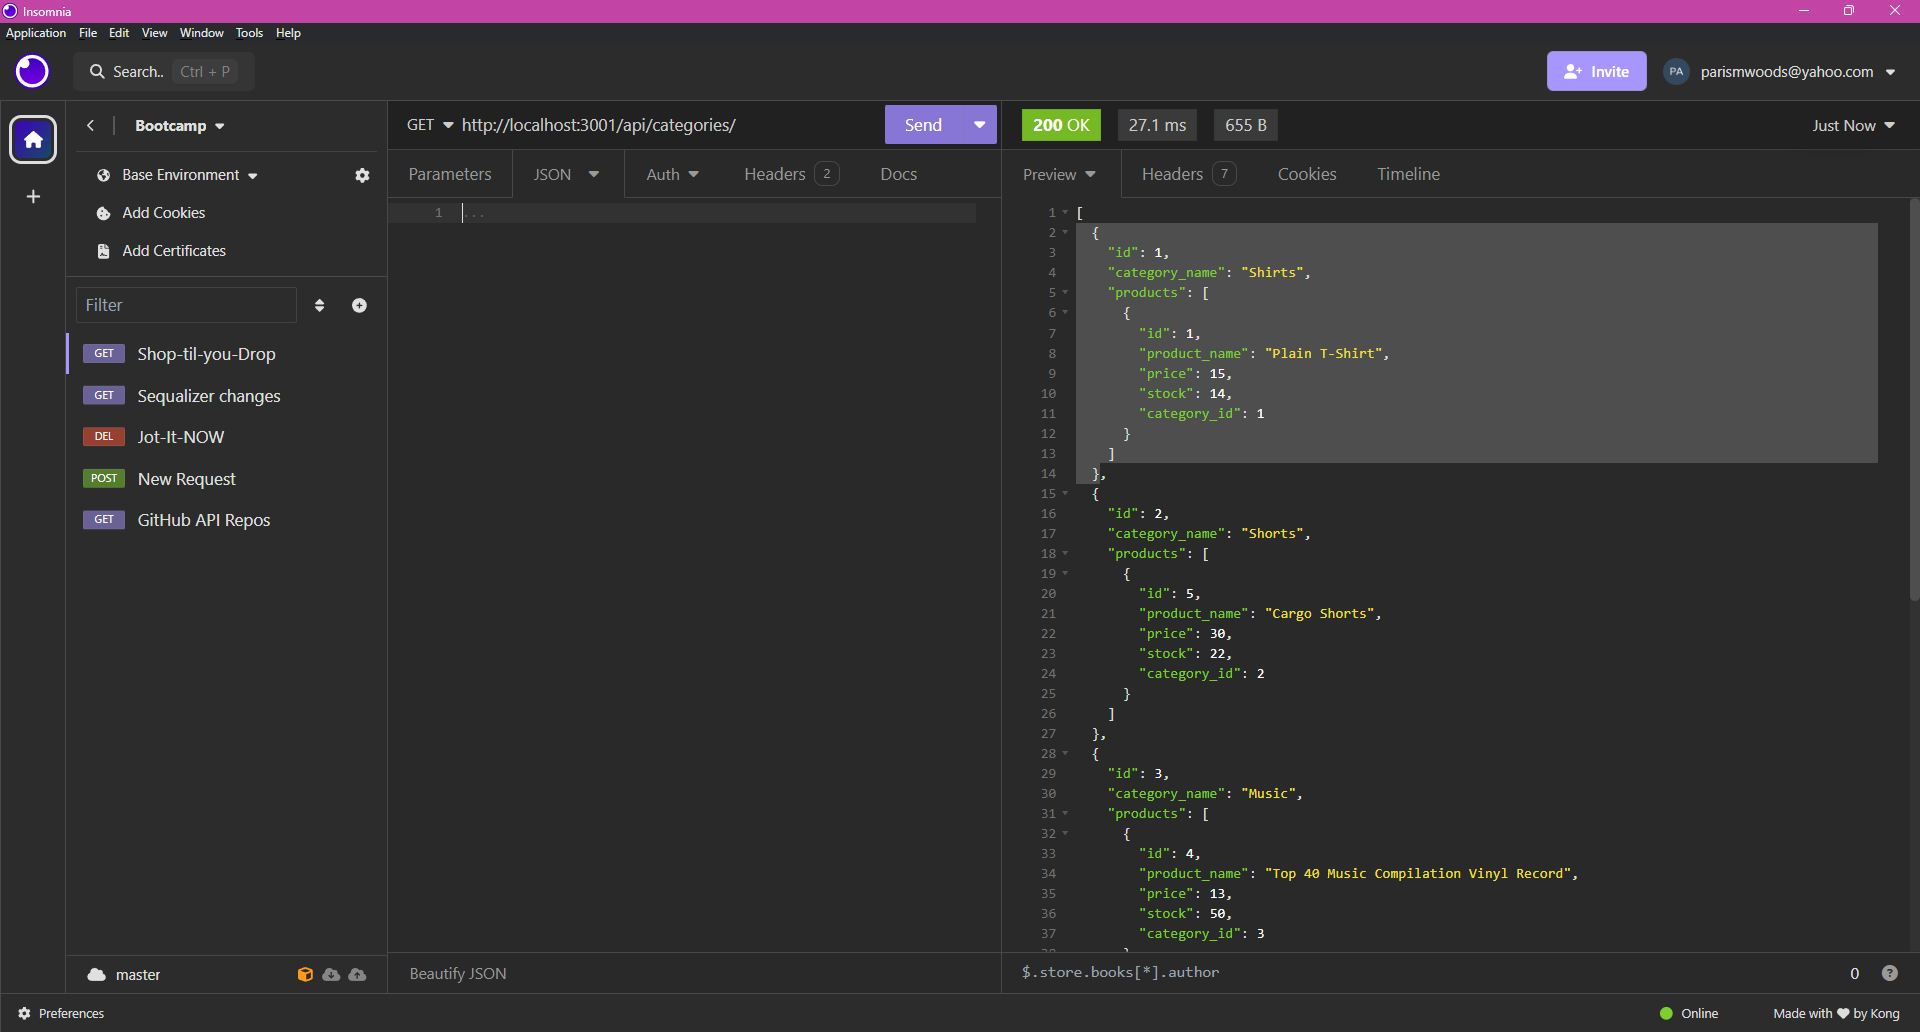 Insomnia
Application File Edit View Window Tools Help
Search.. Ctrl + P
Invite
PA parismwoods@yahoo.com
Bootcamp
Base Environment
Add Cookies
Add Certificates
Filter
GET Shop-til-you-Drop
GET Sequalizer changes
DEL Jot-It-NOW
POST New Request
GET GitHub API Repos
master
GET http://localhost:3001/api/categories/ Send
Parameters JSON Auth Headers 2 Docs
1 ...
Beautify JSON
200 OK 27.1 ms 655 B Just Now
Preview Headers 7 Cookies Timeline
1 [
2 {
3 "id": 1,
4 "category_name": "Shirts",
5 "products": [
6 {
7 "id": 1,
8 "product_name": "Plain T-Shirt",
9 "price": 15,
10 "stock": 14,
11 "category_id": 1
12 }
13 ]
14 },
15 {
16 "id": 2,
17 "category_name": "Shorts",
18 "products": [
19 {
20 "id": 5,
21 "product_name": "Cargo Shorts",
22 "price": 30,
23 "stock": 22,
24 "category_id": 2
25 }
26 ]
27 },
28 {
29 "id": 3,
30 "category_name": "Music",
31 "products": [
32 {
33 "id": 4,
34 "product_name": "Top 40 Music Compilation Vinyl Record",
35 "price": 13,
36 "stock": 50,
37 "category_id": 3
$.store.books[*].author 0 ?
Preferences
Online
Made with ♥ by Kong